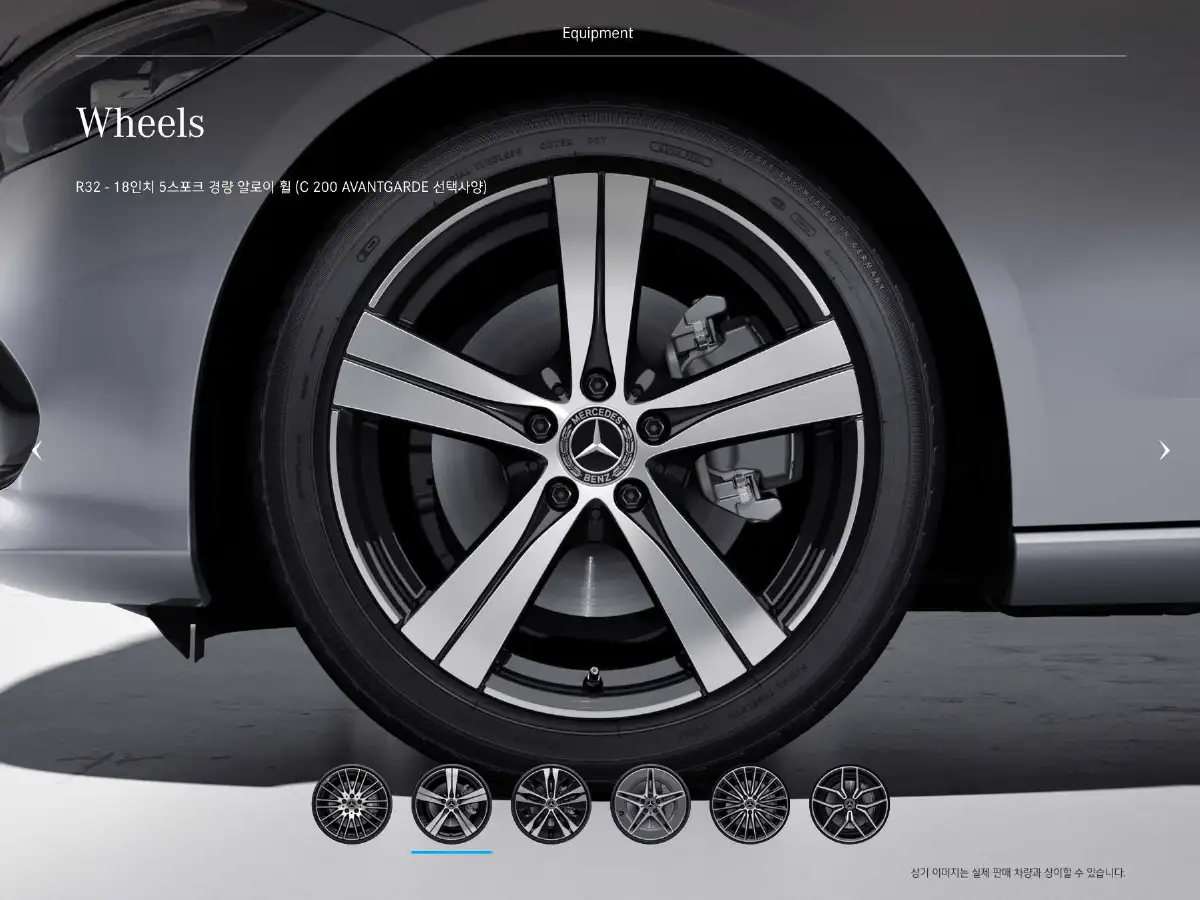 Equipment
Wheels
R32 - 18인치 5스포크 경량 알로이 휠 (C 200 AVANTGARDE 선택사양)
MERCEDES
BENZ
상기 이미지는 실제 판매 차량과 상이할 수 있습니다.